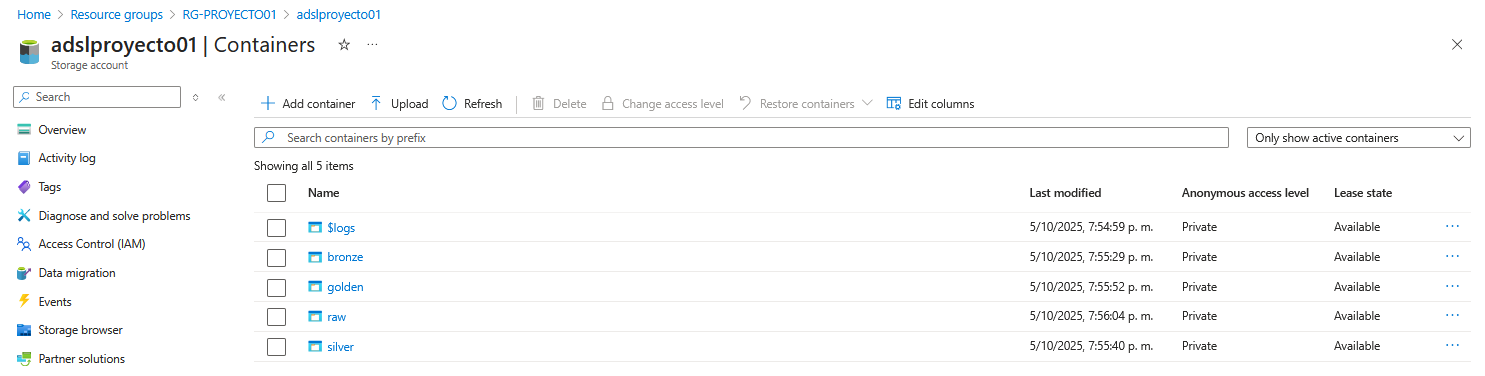 Home > Resource groups > RG-PROYECTO01 > adslproyecto01
adslproyecto01 | Containers
Storage account
Search
Add container Upload Refresh Delete Change access level Restore containers Edit columns
Search containers by prefix Only show active containers
Showing all 5 items
Name Last modified Anonymous access level Lease state
$logs 5/10/2025, 7:54:59 p. m. Private Available
bronze 5/10/2025, 7:55:29 p. m. Private Available
golden 5/10/2025, 7:55:52 p. m. Private Available
raw 5/10/2025, 7:56:04 p. m. Private Available
silver 5/10/2025, 7:55:40 p. m. Private Available
Overview
Activity log
Tags
Diagnose and solve problems
Access Control (IAM)
Data migration
Events
Storage browser
Partner solutions